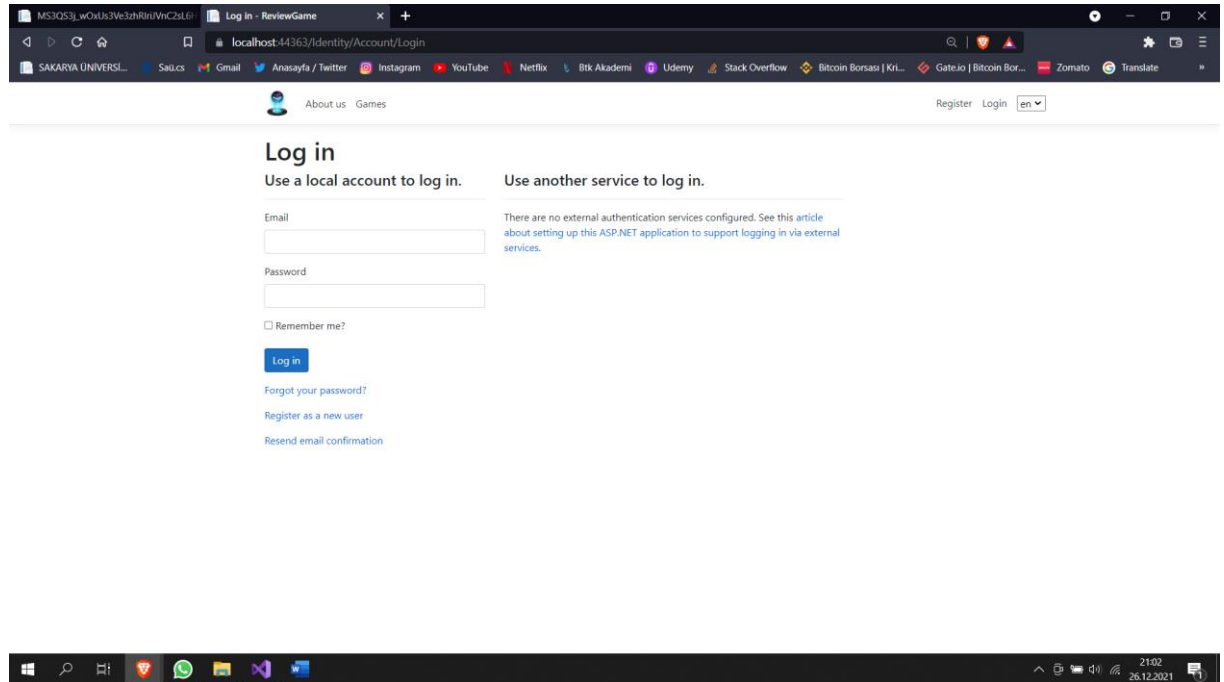 Log in - ReviewGame
localhost:44363/Identity/Account/Login
SAKARYA ÜNİVERSİ... Saü.cs Gmail Anasayfa / Twitter Instagram YouTube Netflix Btk Akademi Udemy Stack Overflow Bitcoin Borsası | Kri... Gate.io | Bitcoin Bor... Zomato Translate »
About us Games Register Login en
Log in
Use a local account to log in.
Use another service to log in.
Email
Password
Remember me?
Log in
Forgot your password?
Register as a new user
Resend email confirmation
There are no external authentication services configured. See this article
about setting up this ASP.NET application to support logging in via external
services.
21:02
26.12.2021